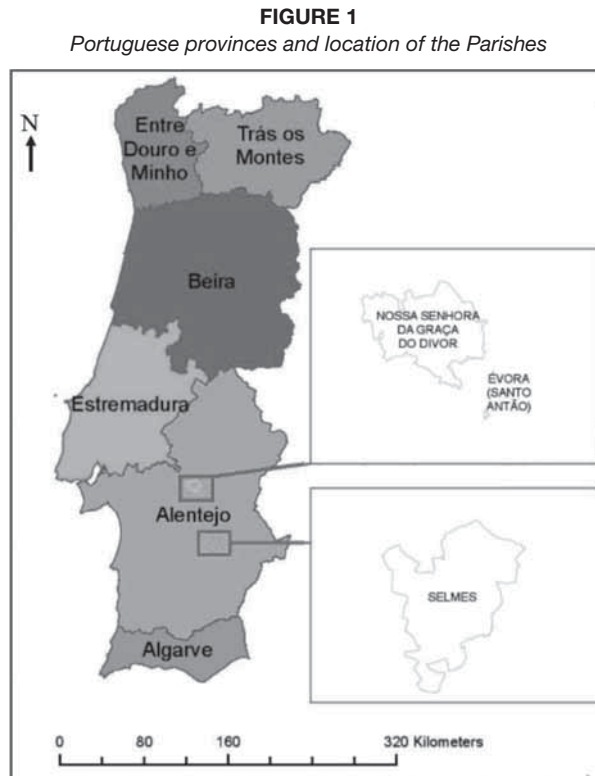 FIGURE 1
Portuguese provinces and location of the Parishes
N
Entre
Douro e
Minho
Trás os
Montes
Beira
NOSSA SENHORA
DA GRAÇA
DO DIVOR
ÉVORA
(SANTO
ANTÃO)
Estremadura
Alentejo
SELMES
Algarve
0 80 160 320 Kilometers